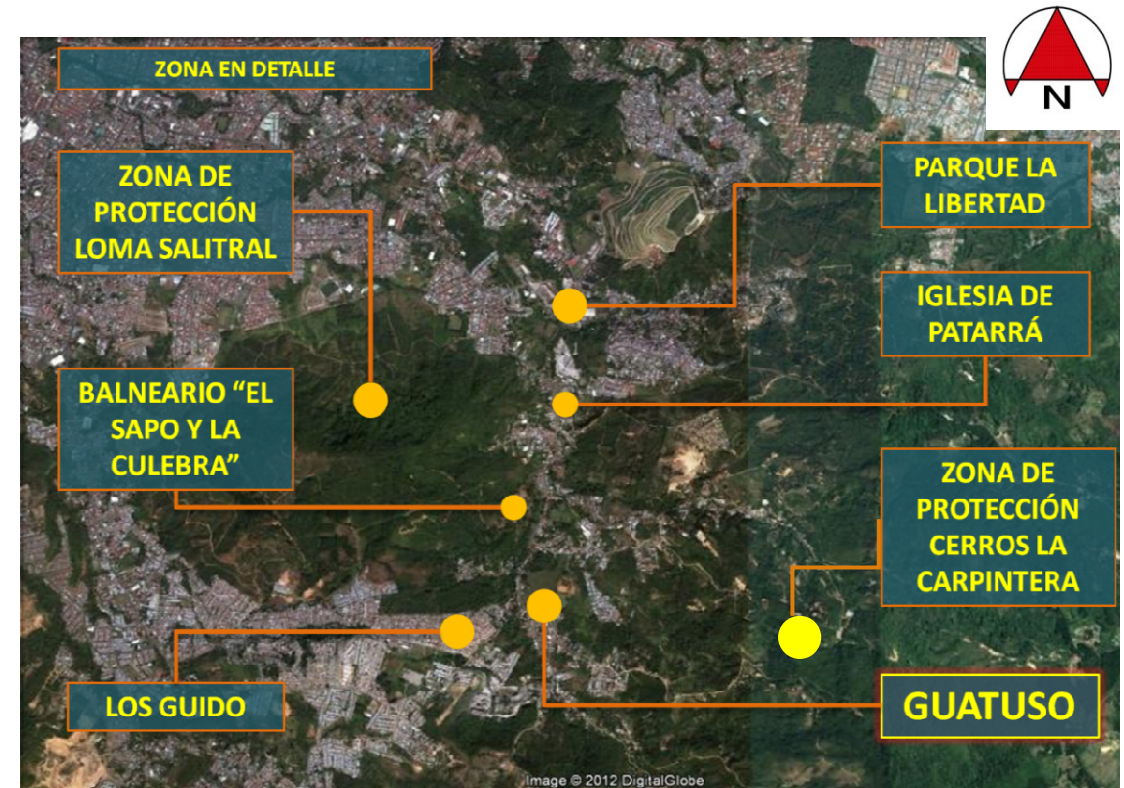 N
ZONA EN DETALLE
ZONA DE
PROTECCIÓN
LOMA SALITRAL
PARQUE LA
LIBERTAD
IGLESIA DE
PATARRÁ
BALNEARIO “EL
SAPO Y LA
CULEBRA”
ZONA DE
PROTECCIÓN
CERROS LA
CARPINTERA
LOS GUIDO
GUATUSO
Image © 2012 DigitalGlobe